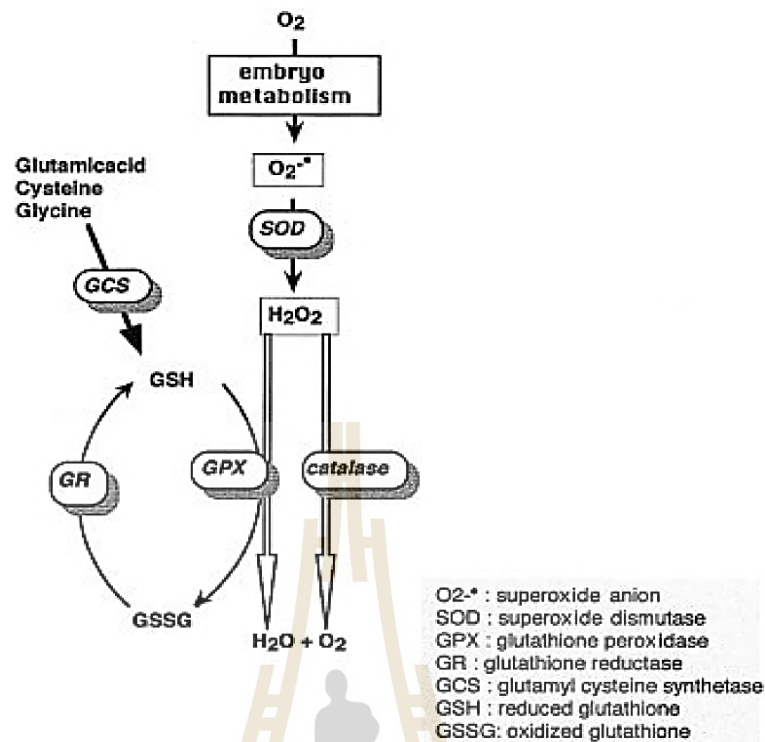 O2
embryo
metabolism
O2-•
Glutamicacid
Cysteine
Glycine
SOD
GCS
H2O2
GSH
GR
GPX
catalase
GSSG
H2O + O2
O2-• : superoxide anion
SOD : superoxide dismutase
GPX : glutathione peroxidase
GR : glutathione reductase
GCS : glutamyl cysteine synthetase
GSH : reduced glutathione
GSSG: oxidized glutathione